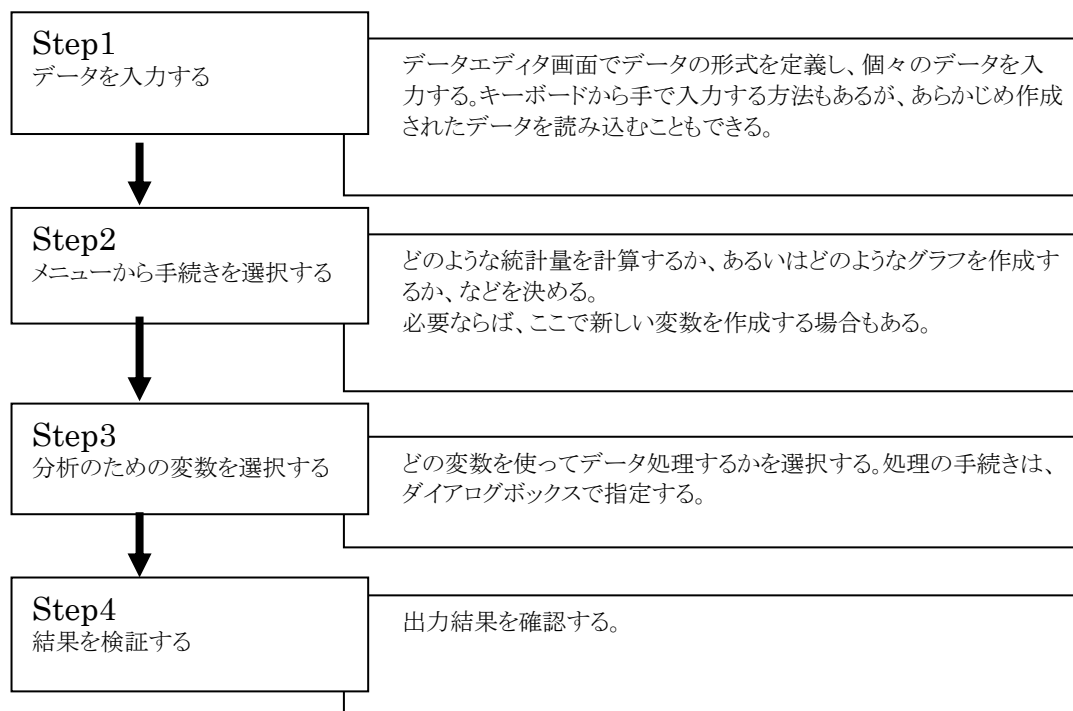 Step1
データを入力する
データエディタ画面でデータの形式を定義し、個々のデータを入
力する。キーボードから手で入力する方法もあるが、あらかじめ作成
されたデータを読み込むこともできる。
Step2
メニューから手続きを選択する
どのような統計量を計算するか、あるいはどのようなグラフを作成す
るか、などを決める。
必要ならば、ここで新しい変数を作成する場合もある。
Step3
分析のための変数を選択する
どの変数を使ってデータ処理するかを選択する。処理の手続きは、
ダイアログボックスで指定する。
Step4
結果を検証する
出力結果を確認する。